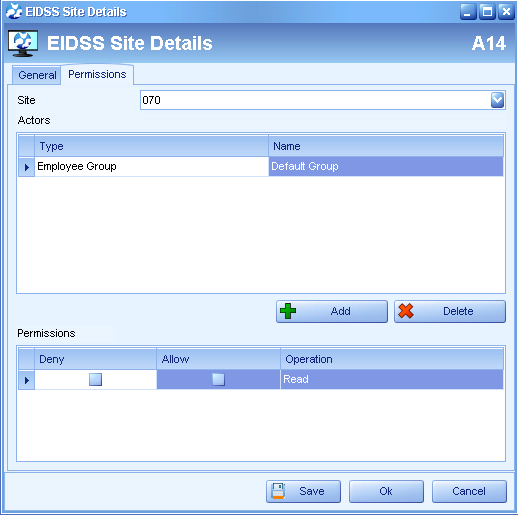 EIDSS Site Details
EIDSS Site Details A14
General Permissions
Site 070
Actors
Type Name
Employee Group Default Group
Add Delete
Permissions
Deny Allow Operation
Read
Save Ok Cancel